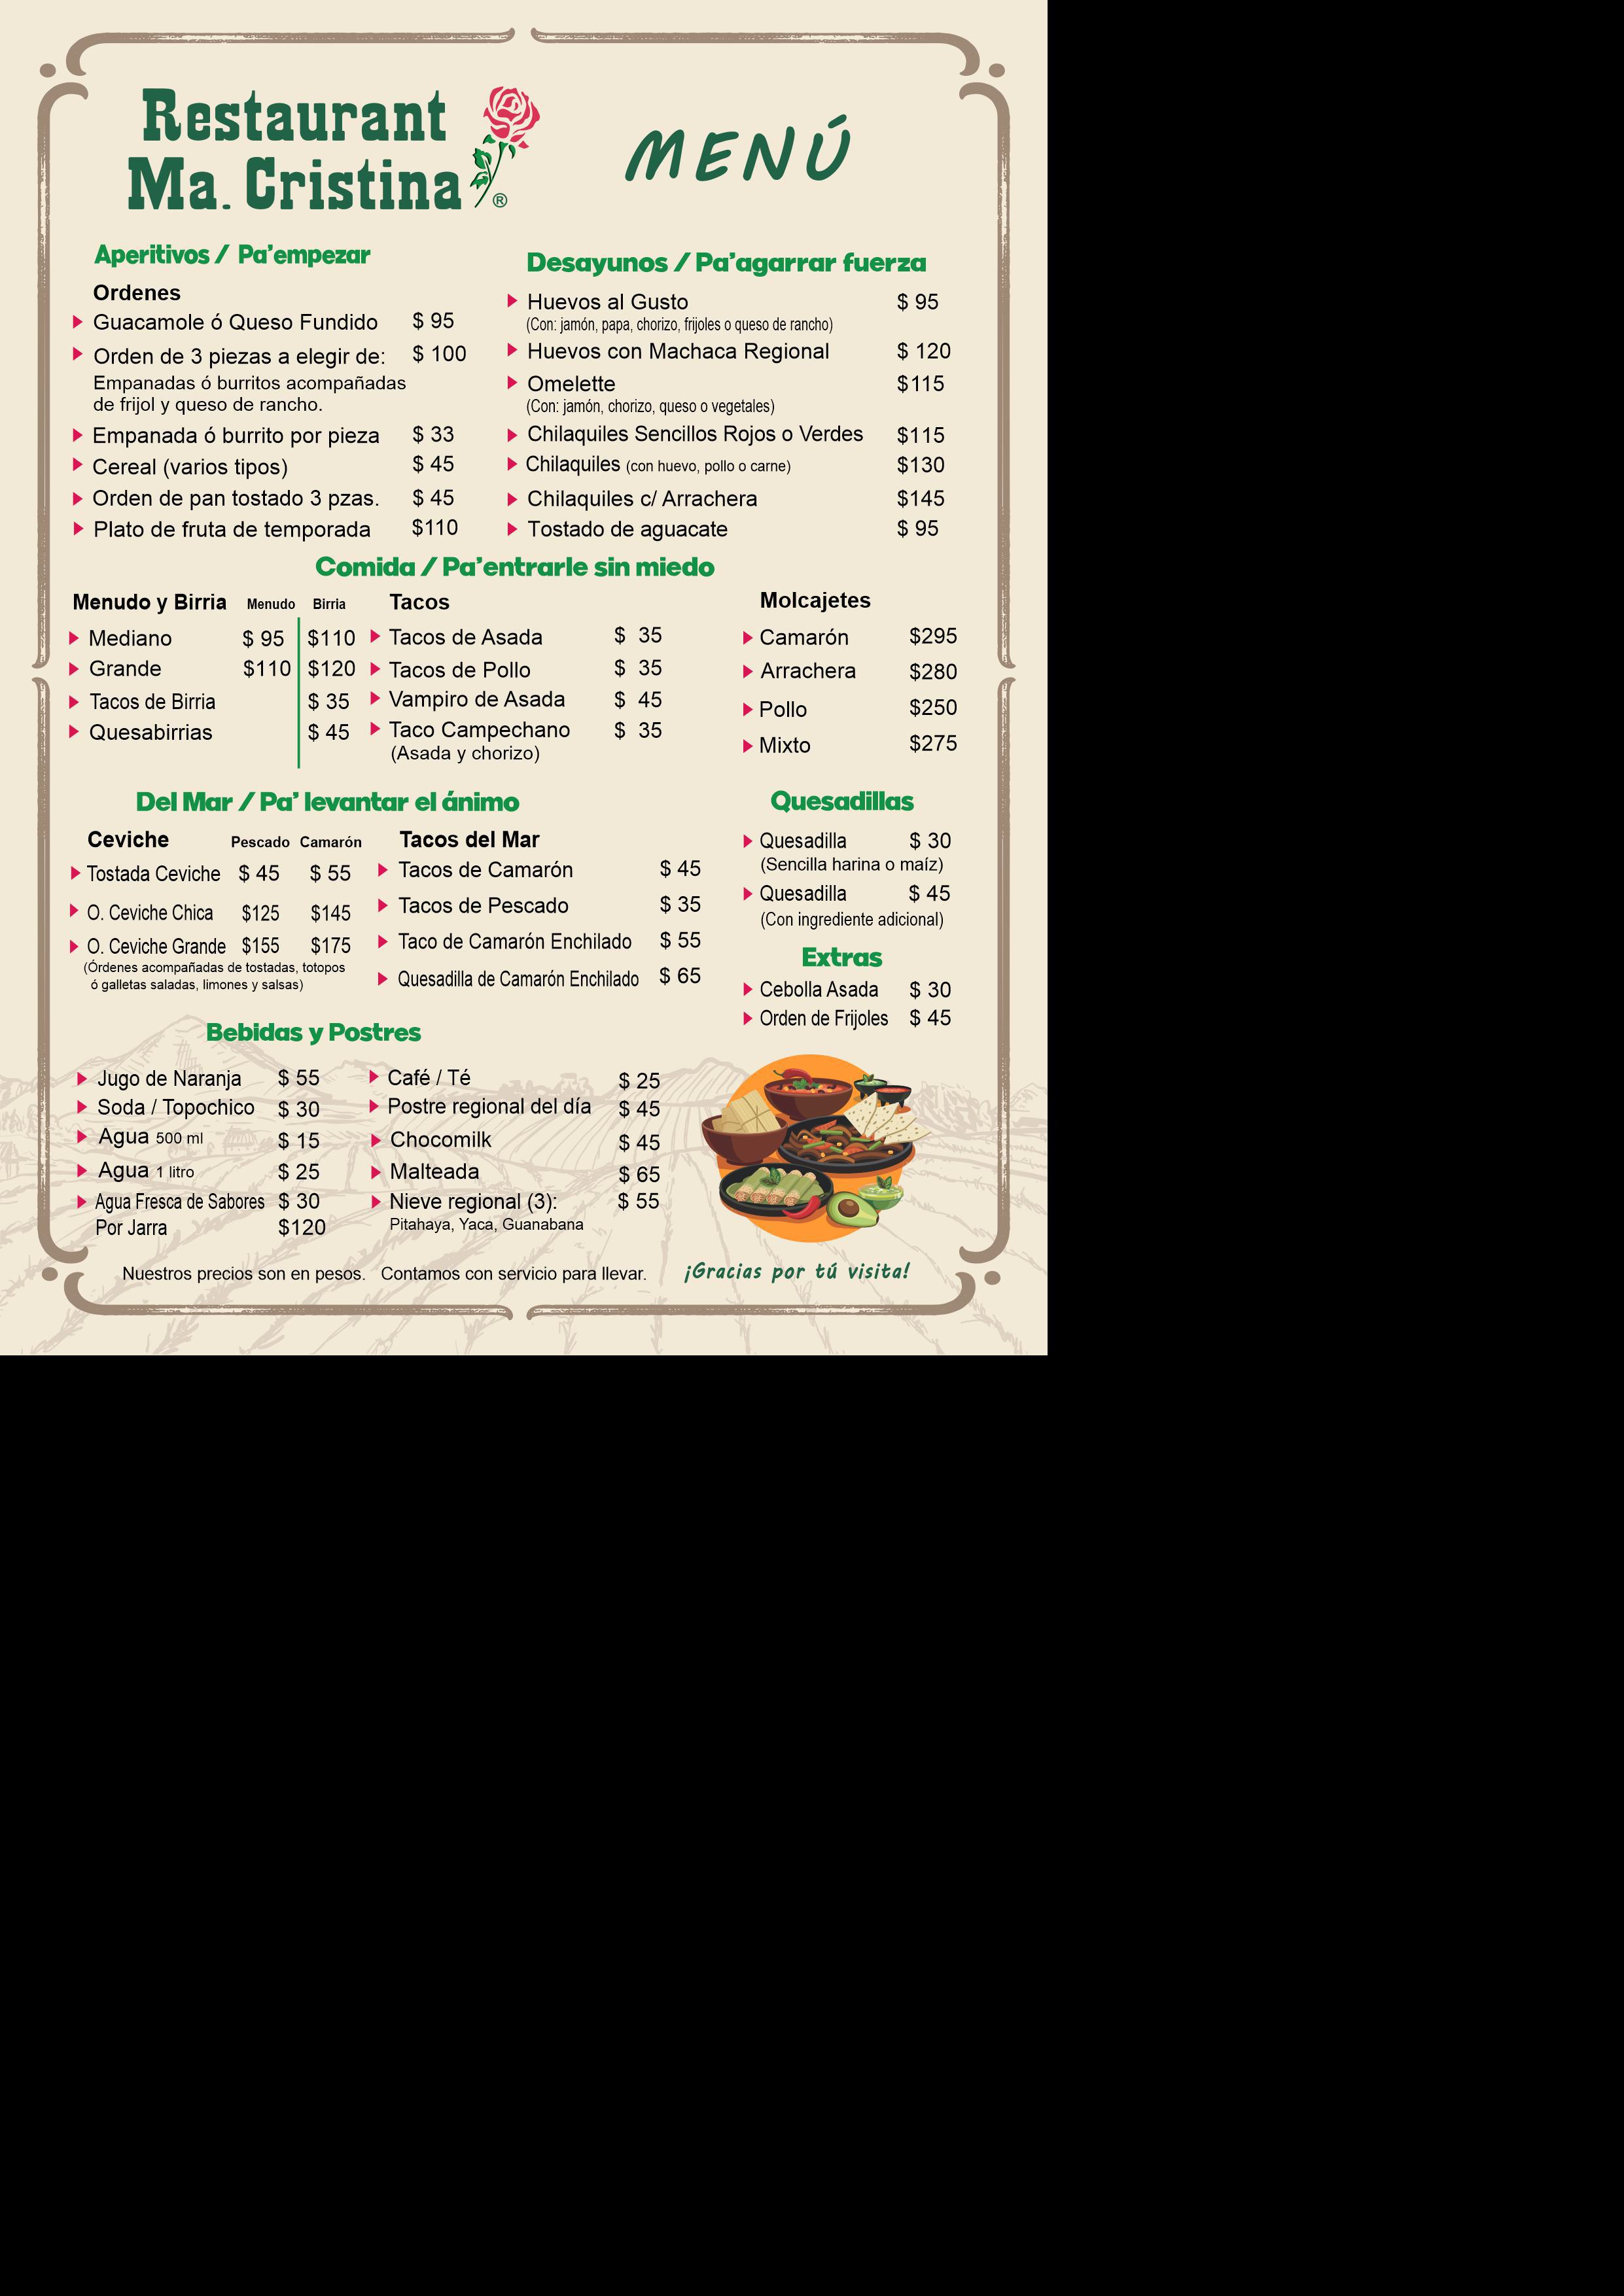 Restaurant
Ma. Cristina
®
MENÚ
Aperitivos / Pa'empezar
Ordenes
Guacamole ó Queso Fundido $ 95
Orden de 3 piezas a elegir de: $ 100
Empanadas ó burritos acompañadas
de frijol y queso de rancho.
Empanada ó burrito por pieza $ 33
Cereal (varios tipos) $ 45
Orden de pan tostado 3 pzas. $ 45
Plato de fruta de temporada $110
Desayunos / Pa'agarrar fuerza
Huevos al Gusto $ 95
(Con: jamón, papa, chorizo, frijoles o queso de rancho)
Huevos con Machaca Regional $ 120
Omelette $115
(Con: jamón, chorizo, queso o vegetales)
Chilaquiles Sencillos Rojos o Verdes $115
Chilaquiles (con huevo, pollo o carne) $130
Chilaquiles c/ Arrachera $145
Tostado de aguacate $ 95
Comida / Pa'entrarle sin miedo
Menudo y Birria Menudo Birria
Mediano $ 95 $110
Grande $110 $120
Tacos de Birria $ 35
Quesabirrias $ 45
Tacos
Tacos de Asada $ 35
Tacos de Pollo $ 35
Vampiro de Asada $ 45
Taco Campechano $ 35
(Asada y chorizo)
Molcajetes
Camarón $295
Arrachera $280
Pollo $250
Mixto $275
Del Mar / Pa' levantar el ánimo
Ceviche Pescado Camarón
Tostada Ceviche $ 45 $ 55
O. Ceviche Chica $125 $145
O. Ceviche Grande $155 $175
(Órdenes acompañadas de tostadas, totopos
ó galletas saladas, limones y salsas)
Tacos del Mar
Tacos de Camarón $ 45
Tacos de Pescado $ 35
Taco de Camarón Enchilado $ 55
Quesadilla de Camarón Enchilado $ 65
Quesadillas
Quesadilla $ 30
(Sencilla harina o maíz)
Quesadilla $ 45
(Con ingrediente adicional)
Extras
Cebolla Asada $ 30
Orden de Frijoles $ 45
Bebidas y Postres
Jugo de Naranja $ 55
Soda / Topochico $ 30
Agua 500 ml $ 15
Agua 1 litro $ 25
Agua Fresca de Sabores $ 30
Por Jarra $120
Café / Té $ 25
Postre regional del día $ 45
Chocomilk $ 45
Malteada $ 65
Nieve regional (3): $ 55
Pitahaya, Yaca, Guanabana
Nuestros precios son en pesos. Contamos con servicio para llevar.
¡Gracias por tú visita!